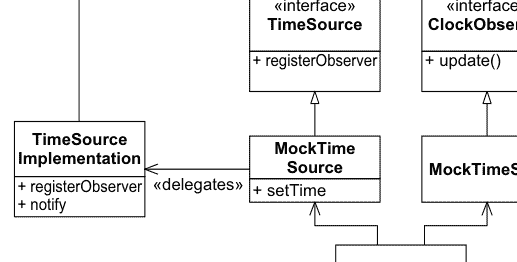 «interface»
TimeSource
+ registerObserver
«interface»
ClockObser
+ update()
TimeSource
Implementation
+ registerObserver
+ notify
«delegates»
MockTime
Source
+ setTime
MockTimeS